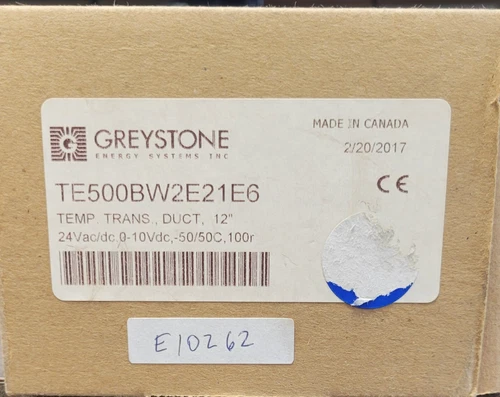 GREYSTONE
ENERGY SYSTEMS INC
MADE IN CANADA
2/20/2017
CE
TE500BW2E21E6
TEMP. TRANS., DUCT, 12"
24Vac/dc,0-10Vdc,-50/50C,100r
E10262